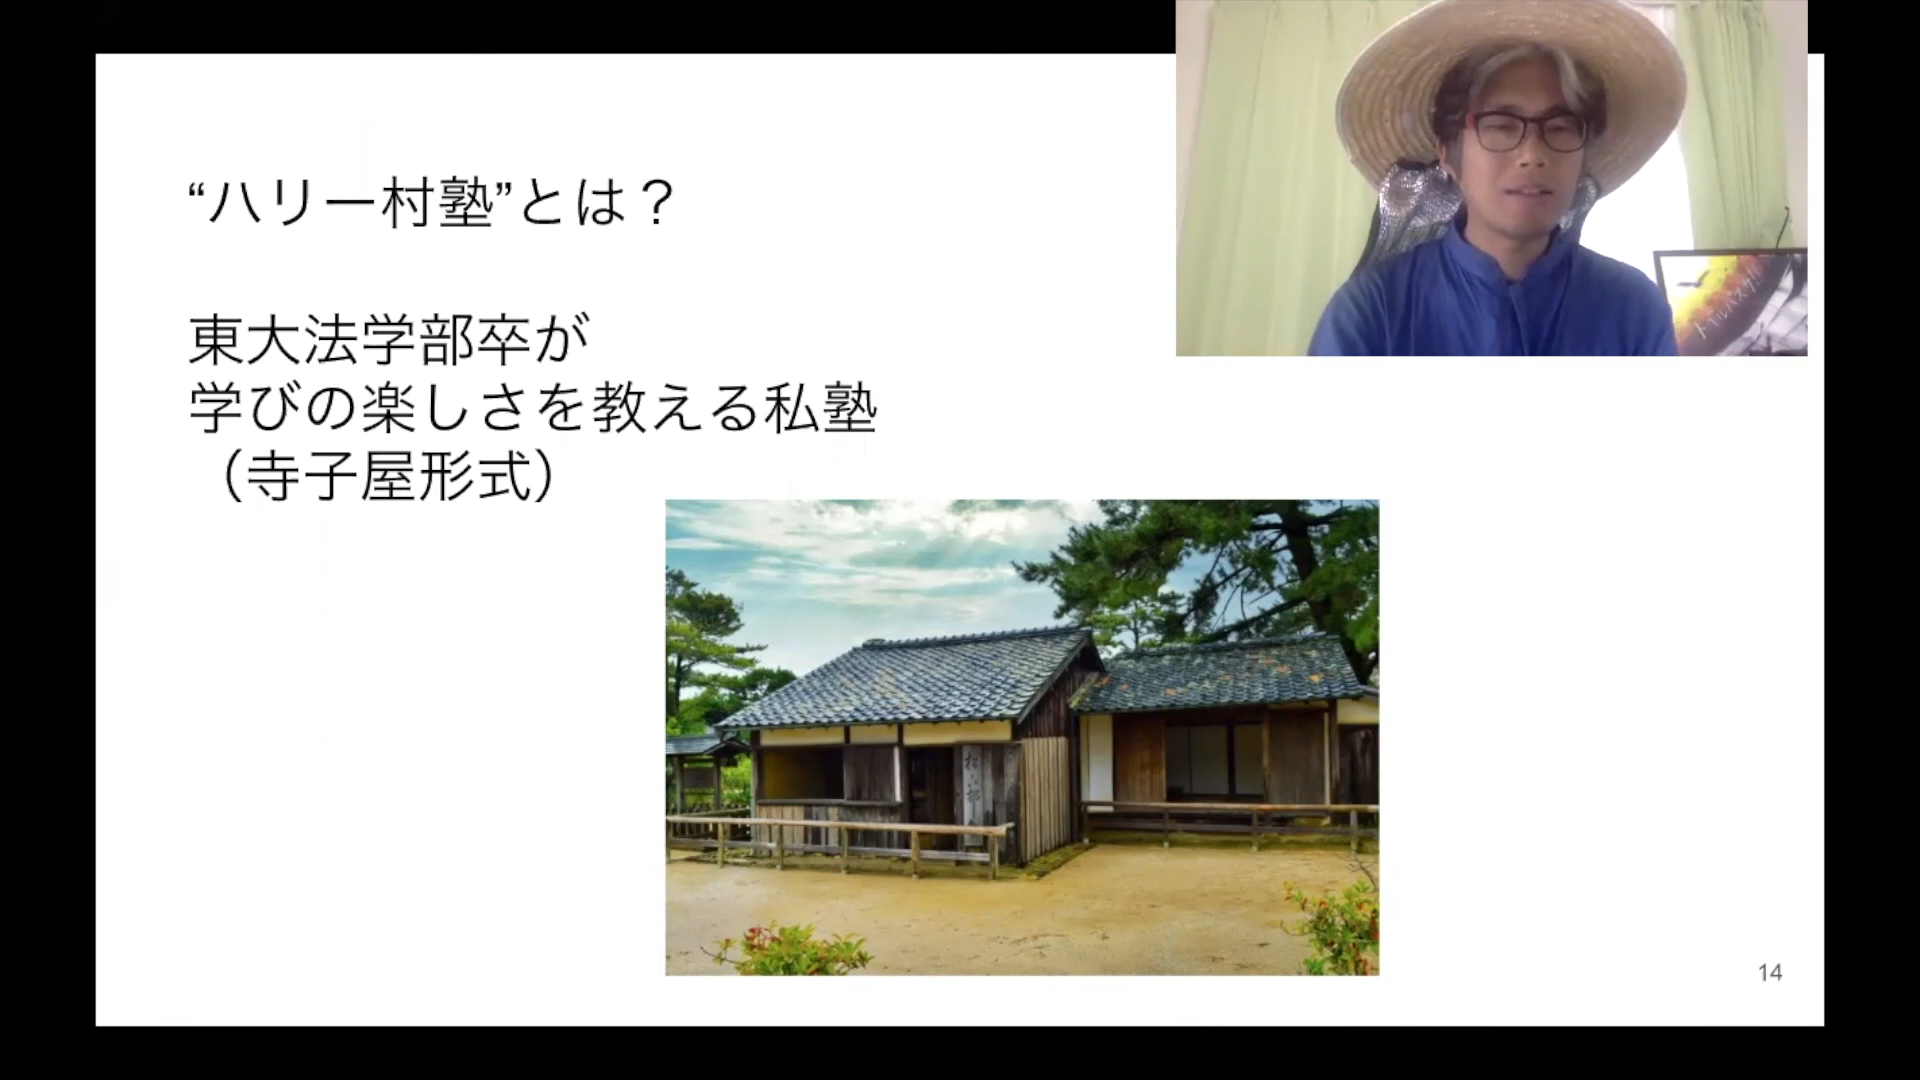 “ハリー村塾”とは？
東大法学部卒が
学びの楽しさを教える私塾
（寺子屋形式）
14